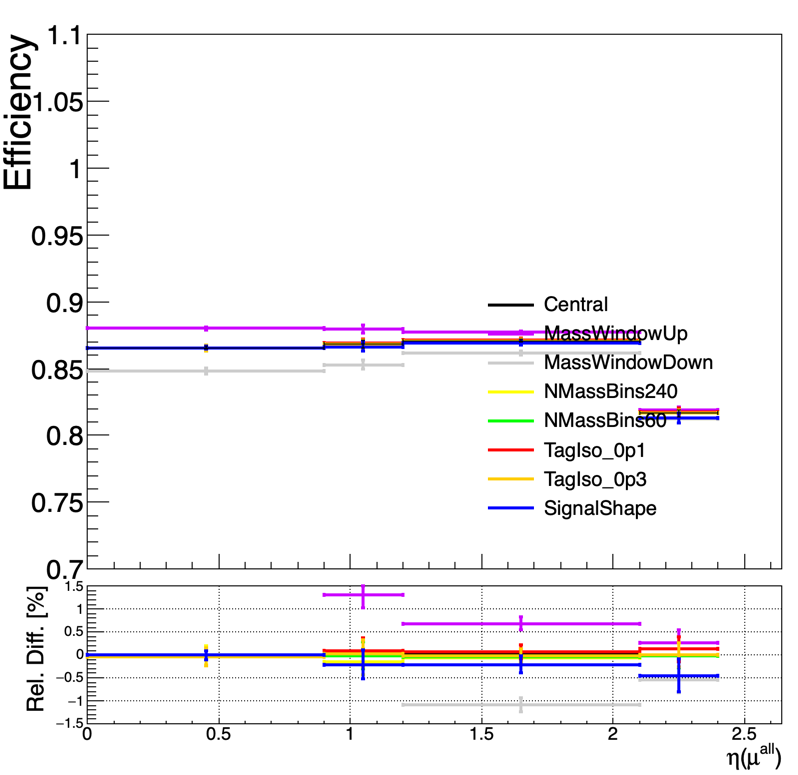 Efficiency
1.1
1.05
1
0.95
0.9
0.85
0.8
0.75
0.7
Central
MassWindowUp
MassWindowDown
NMassBins240
NMassBins60
TagIso_0p1
TagIso_0p3
SignalShape
Rel. Diff. [%]
1.5
1
0.5
0
−0.5
−1
−1.5
0 0.5 1 1.5 2 2.5
η(μ^all)